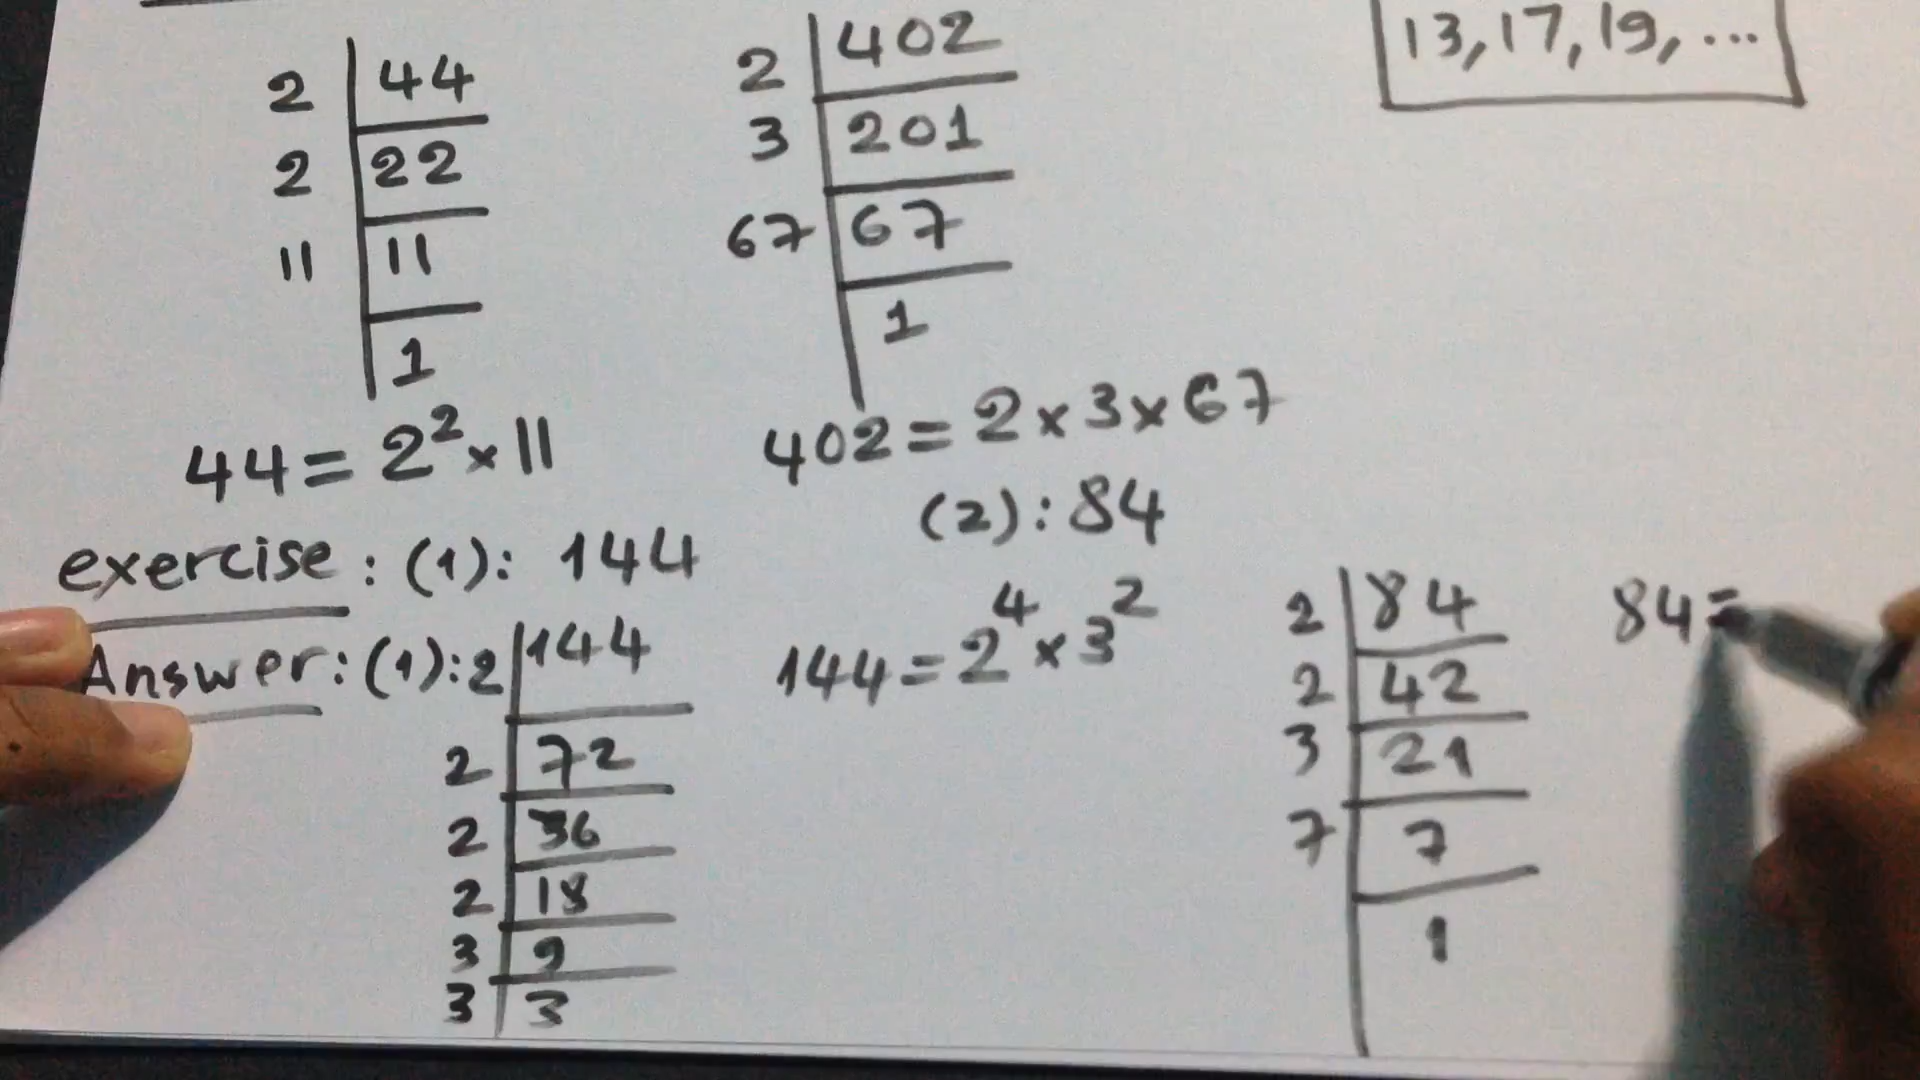 13, 17, 19, ...
2 | 44
2 | 22
11 | 11
1
44 = 2² × 11
2 | 402
3 | 201
67 | 67
1
402 = 2 × 3 × 67
exercise : (1): 144
(2): 84
Answer : (1): 2 | 144
2 | 72
2 | 36
2 | 18
3 | 9
3 | 3
144 = 2⁴ × 3²
2 | 84
2 | 42
3 | 21
7 | 7
1
84 =